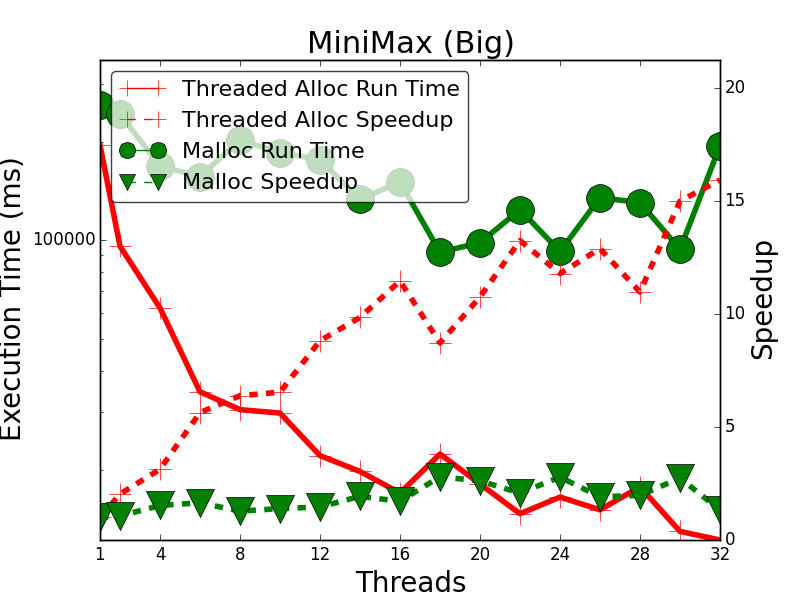 MiniMax (Big)
Threaded Alloc Run Time
Threaded Alloc Speedup
Malloc Run Time
Malloc Speedup
Execution Time (ms)
100000
20
15
10
5
0
Speedup
1 4 8 12 16 20 24 28 32
Threads